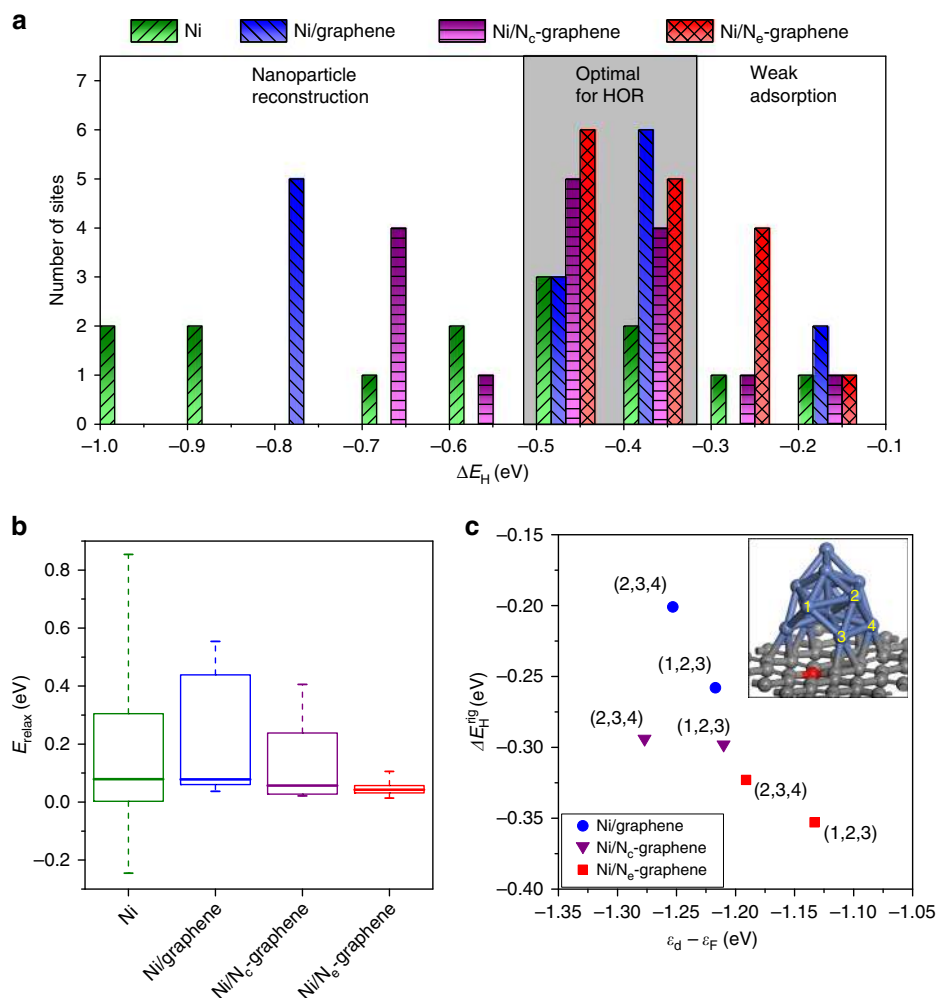 a
Ni
Ni/graphene
Ni/Nc-graphene
Ni/Ne-graphene
Nanoparticle
reconstruction
Optimal
for HOR
Weak
adsorption
Number of sites
7
6
5
4
3
2
1
0
–1.0 –0.9 –0.8 –0.7 –0.6 –0.5 –0.4 –0.3 –0.2 –0.1
ΔEH (eV)
b
Erelax (eV)
0.8
0.6
0.4
0.2
0.0
–0.2
Ni
Ni/graphene
Ni/Nc-graphene
Ni/Ne-graphene
c
ΔEHrig (eV)
–0.15
–0.20
–0.25
–0.30
–0.35
–0.40
(2,3,4)
(1,2,3)
(2,3,4)
(1,2,3)
(2,3,4)
(1,2,3)
1
2
3
4
Ni/graphene
Ni/Nc-graphene
Ni/Ne-graphene
–1.35 –1.30 –1.25 –1.20 –1.15 –1.10 –1.05
εd – εF (eV)